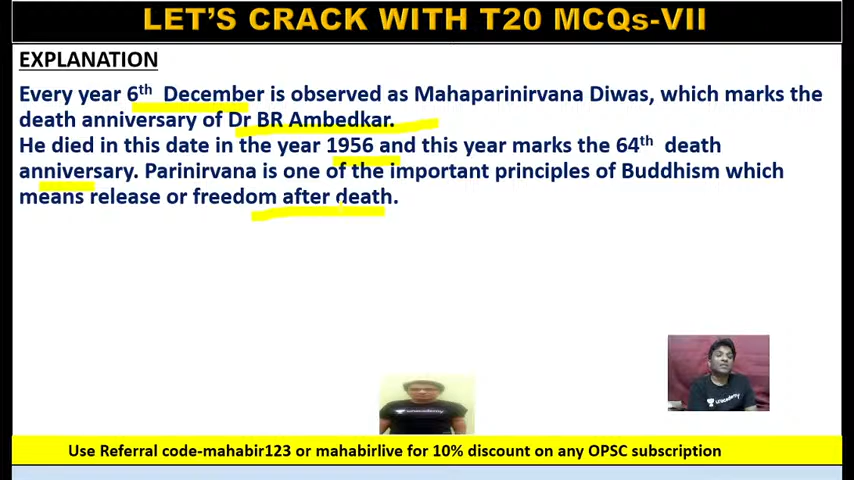 LET'S CRACK WITH T20 MCQs-VII
EXPLANATION
Every year 6th December is observed as Mahaparinirvana Diwas, which marks the
death anniversary of Dr BR Ambedkar.
He died in this date in the year 1956 and this year marks the 64th death
anniversary. Parinirvana is one of the important principles of Buddhism which
means release or freedom after death.
unacademy
unacademy
Use Referral code-mahabir123 or mahabirlive for 10% discount on any OPSC subscription